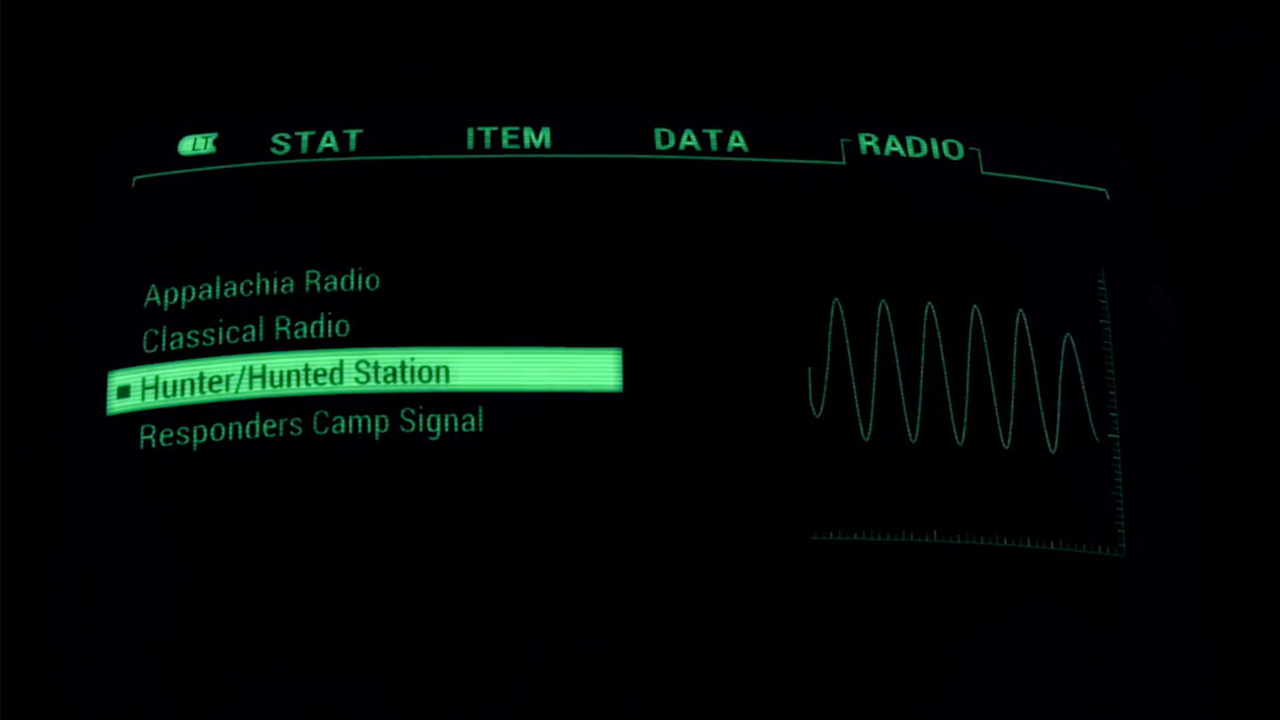 LT STAT ITEM DATA RADIO
Appalachia Radio
Classical Radio
Hunter/Hunted Station
Responders Camp Signal